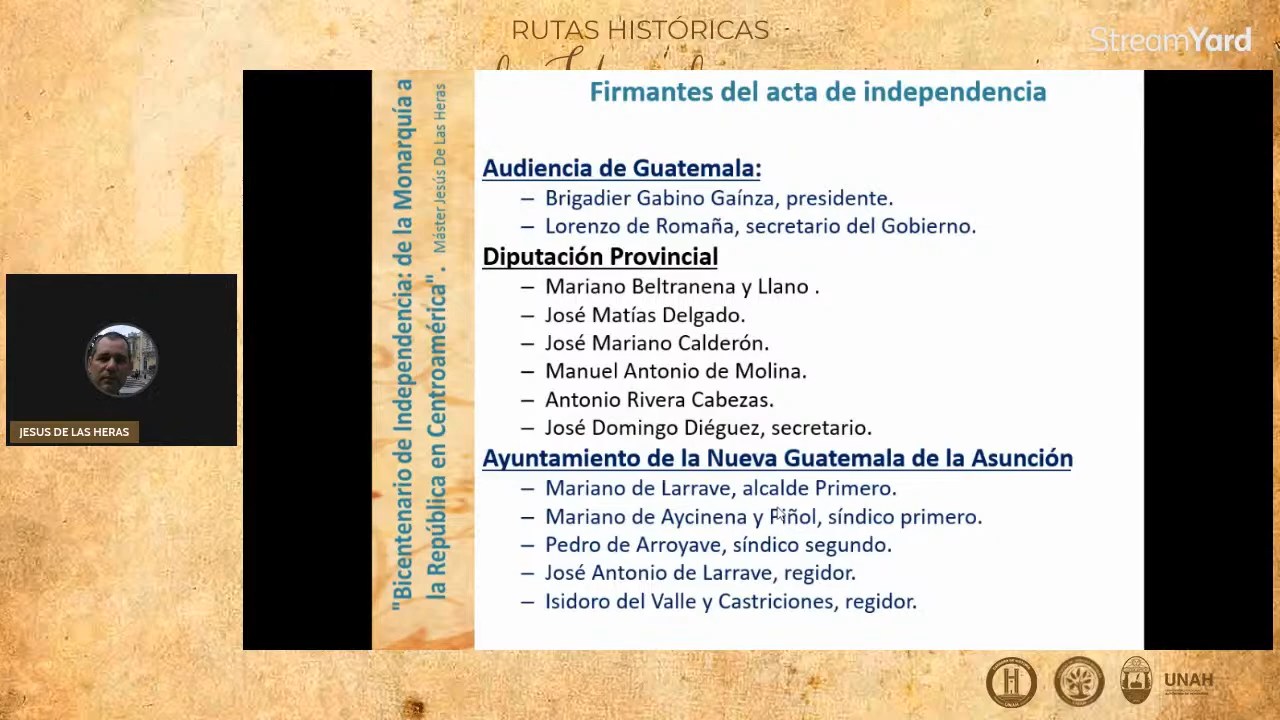 RUTAS HISTÓRICAS
StreamYard
"Bicentenario de Independencia: de la Monarquía a
la República en Centroamérica". Máster Jesús De Las Heras
Firmantes del acta de independencia
Audiencia de Guatemala:
– Brigadier Gabino Gaínza, presidente.
– Lorenzo de Romaña, secretario del Gobierno.
Diputación Provincial
– Mariano Beltranena y Llano .
– José Matías Delgado.
– José Mariano Calderón.
– Manuel Antonio de Molina.
– Antonio Rivera Cabezas.
– José Domingo Diéguez, secretario.
Ayuntamiento de la Nueva Guatemala de la Asunción
– Mariano de Larrave, alcalde Primero.
– Mariano de Aycinena y Piñol, síndico primero.
– Pedro de Arroyave, síndico segundo.
– José Antonio de Larrave, regidor.
– Isidoro del Valle y Castriciones, regidor.
JESUS DE LAS HERAS
UNAH